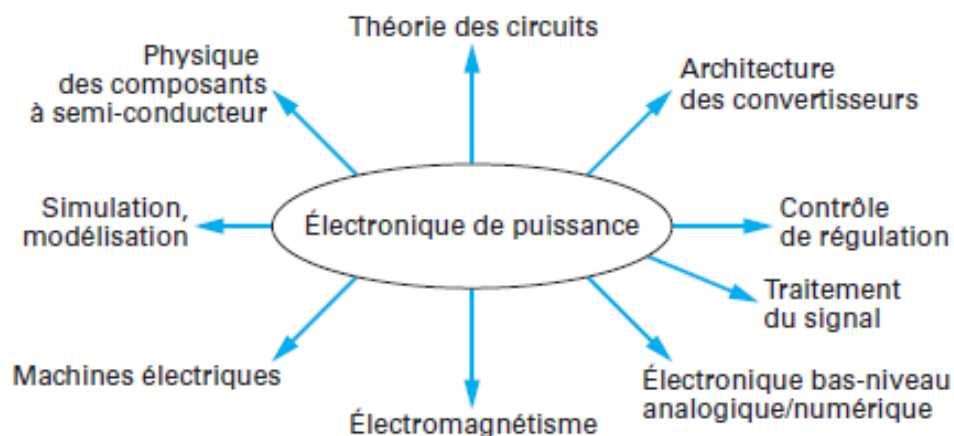 Théorie des circuits
Physique
des composants
à semi-conducteur
Architecture
des convertisseurs
Simulation,
modélisation
Électronique de puissance
Contrôle
de régulation
Traitement
du signal
Machines électriques
Électromagnétisme
Électronique bas-niveau
analogique/numérique